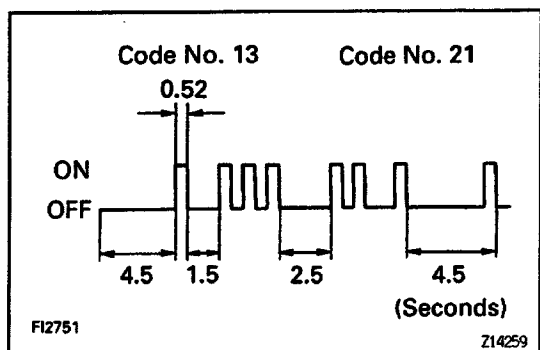 Code No. 13 Code No. 21
0.52
ON
OFF
4.5 1.5 2.5 4.5
(Seconds)
FI2751 Z14259